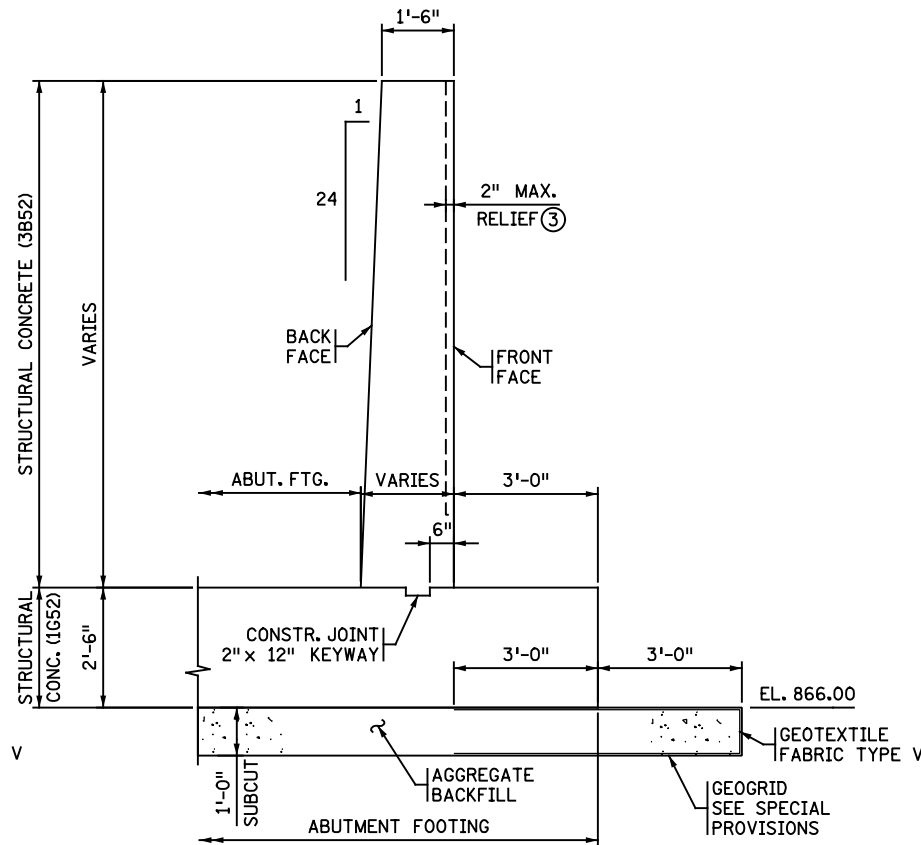 1'-6"
1
24
2" MAX.
RELIEF 3
STRUCTURAL CONCRETE (3B52)
VARIES
BACK
FACE
FRONT
FACE
ABUT. FTG.
VARIES
3'-0"
6"
STRUCTURAL
CONC. (1G52)
2'-6"
CONSTR. JOINT
2" x 12" KEYWAY
3'-0"
3'-0"
EL. 866.00
V
1'-0"
SUBCUT
AGGREGATE
BACKFILL
GEOTEXTILE
FABRIC TYPE V
GEOGRID
SEE SPECIAL
PROVISIONS
ABUTMENT FOOTING